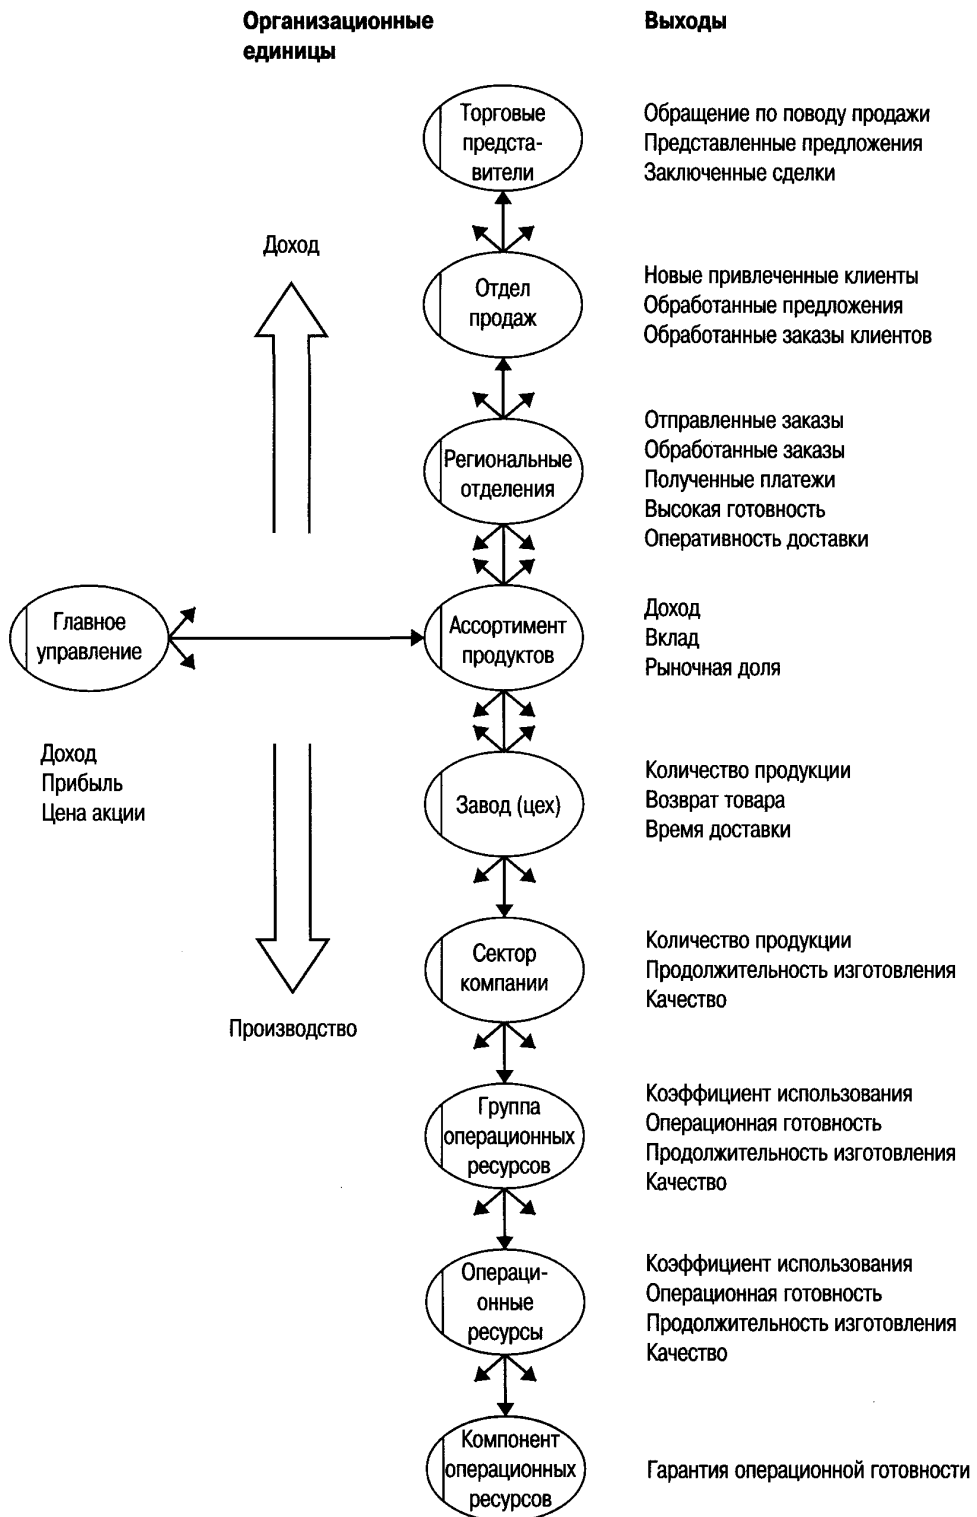 Организационные
единицы
Выходы
Торговые
предста-
вители
Обращение по поводу продажи
Представленные предложения
Заключенные сделки
Доход
Отдел
продаж
Новые привлеченные клиенты
Обработанные предложения
Обработанные заказы клиентов
Региональные
отделения
Отправленные заказы
Обработанные заказы
Полученные платежи
Высокая готовность
Оперативность доставки
Главное
управление
Ассортимент
продуктов
Доход
Вклад
Рыночная доля
Доход
Прибыль
Цена акции
Завод (цех)
Количество продукции
Возврат товара
Время доставки
Сектор
компании
Количество продукции
Продолжительность изготовления
Качество
Производство
Группа
операционных
ресурсов
Коэффициент использования
Операционная готовность
Продолжительность изготовления
Качество
Операци-
онные
ресурсы
Коэффициент использования
Операционная готовность
Продолжительность изготовления
Качество
Компонент
операционных
ресурсов
Гарантия операционной готовности